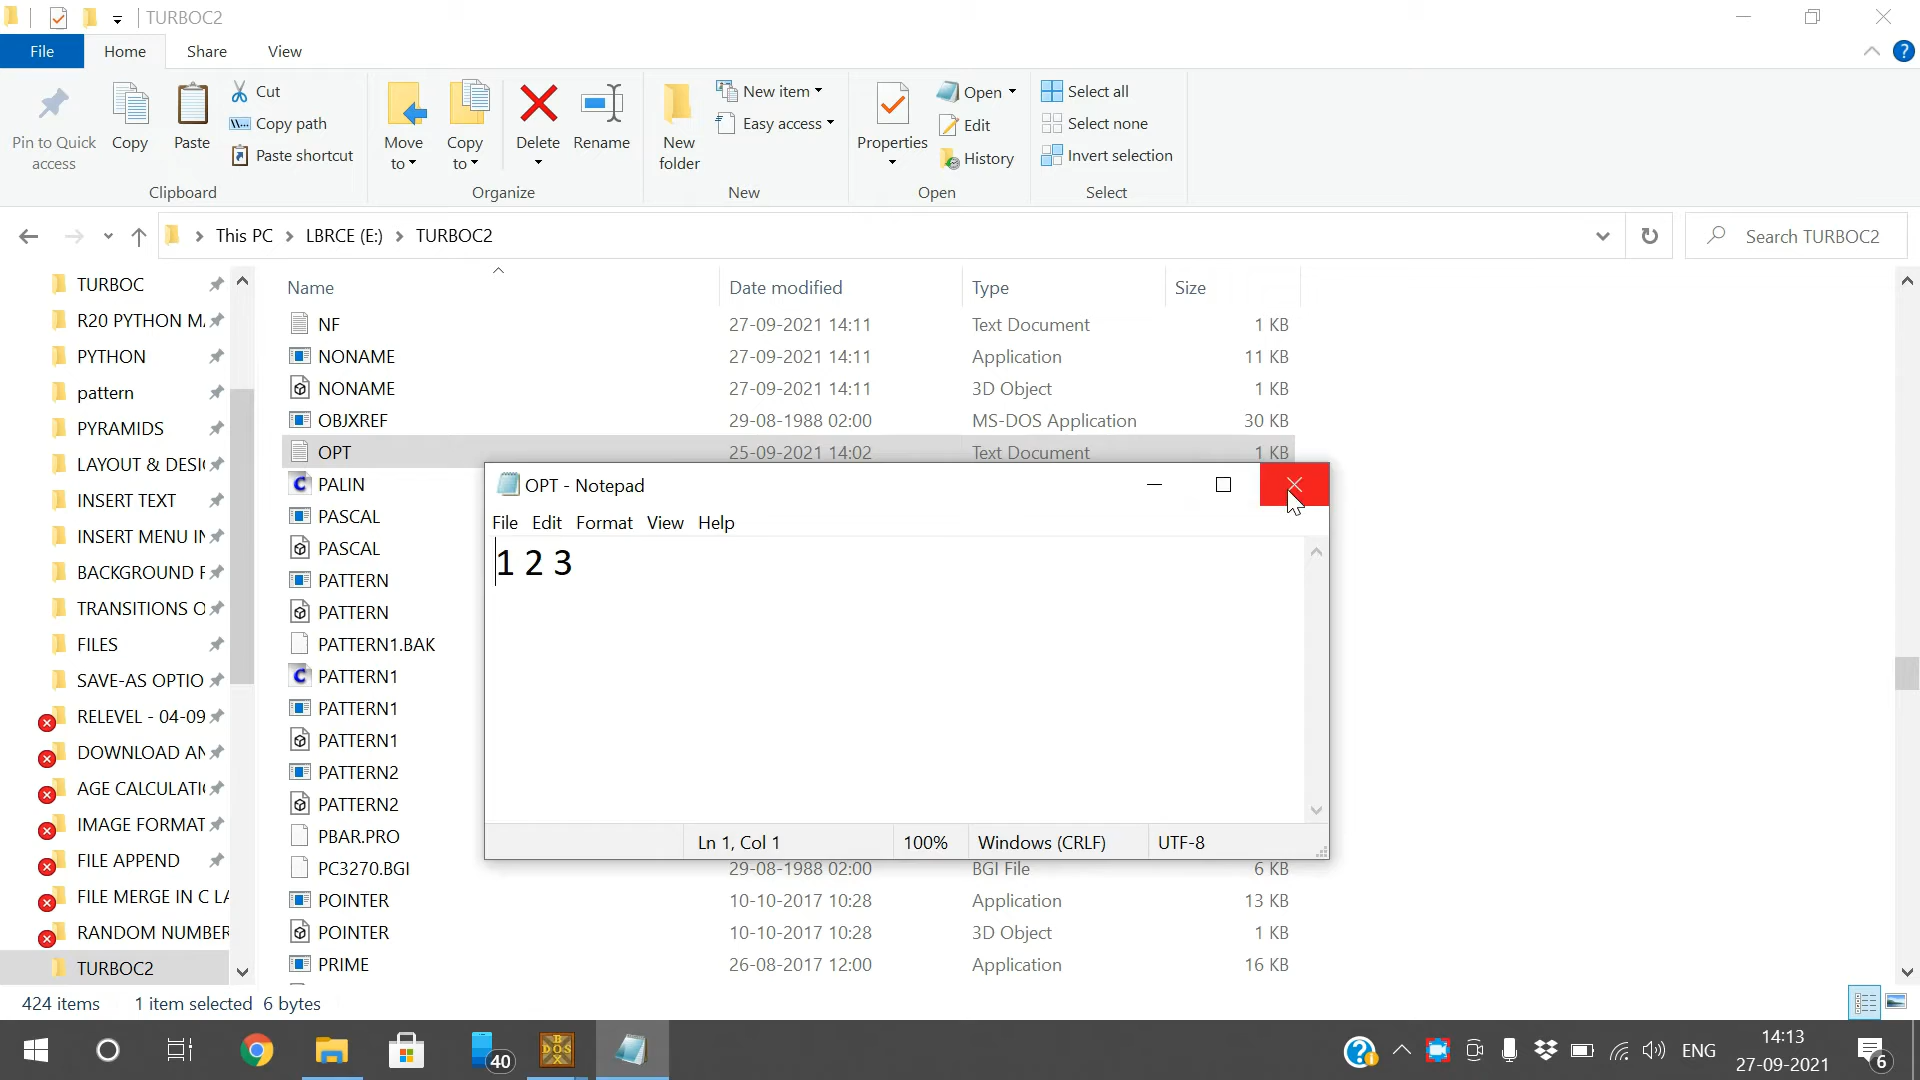 TURBOC2
File Home Share View
Pin to Quick access
Copy
Paste
Cut
Copy path
Paste shortcut
Clipboard
Move to
Copy to
Delete
Rename
Organize
New folder
New item
Easy access
New
Properties
Open
Edit
History
Open
Select all
Select none
Invert selection
Select
This PC LBRCE (E:) TURBOC2
Search TURBOC2
TURBOC
R20 PYTHON MA
PYTHON
pattern
PYRAMIDS
LAYOUT & DESI
INSERT TEXT
INSERT MENU IN
BACKGROUND F
TRANSITIONS O
FILES
SAVE-AS OPTIO
RELEVEL - 04-09
DOWNLOAD AN
AGE CALCULATI
IMAGE FORMAT
FILE APPEND
FILE MERGE IN C LA
RANDOM NUMBER
TURBOC2
Name Date modified Type Size
NF 27-09-2021 14:11 Text Document 1 KB
NONAME 27-09-2021 14:11 Application 11 KB
NONAME 27-09-2021 14:11 3D Object 1 KB
OBJXREF 29-08-1988 02:00 MS-DOS Application 30 KB
OPT 25-09-2021 14:02 Text Document 1 KB
PALIN
PASCAL
PASCAL
PATTERN
PATTERN
PATTERN1.BAK
PATTERN1
PATTERN1
PATTERN1
PATTERN2
PATTERN2
PBAR.PRO
PC3270.BGI 29-08-1988 02:00 BGI File 6 KB
POINTER 10-10-2017 10:28 Application 13 KB
POINTER 10-10-2017 10:28 3D Object 1 KB
PRIME 26-08-2017 12:00 Application 16 KB
OPT - Notepad
File Edit Format View Help
1 2 3
Ln 1, Col 1 100% Windows (CRLF) UTF-8
424 items 1 item selected 6 bytes
40
DOS
BOX
ENG
14:13
27-09-2021
6